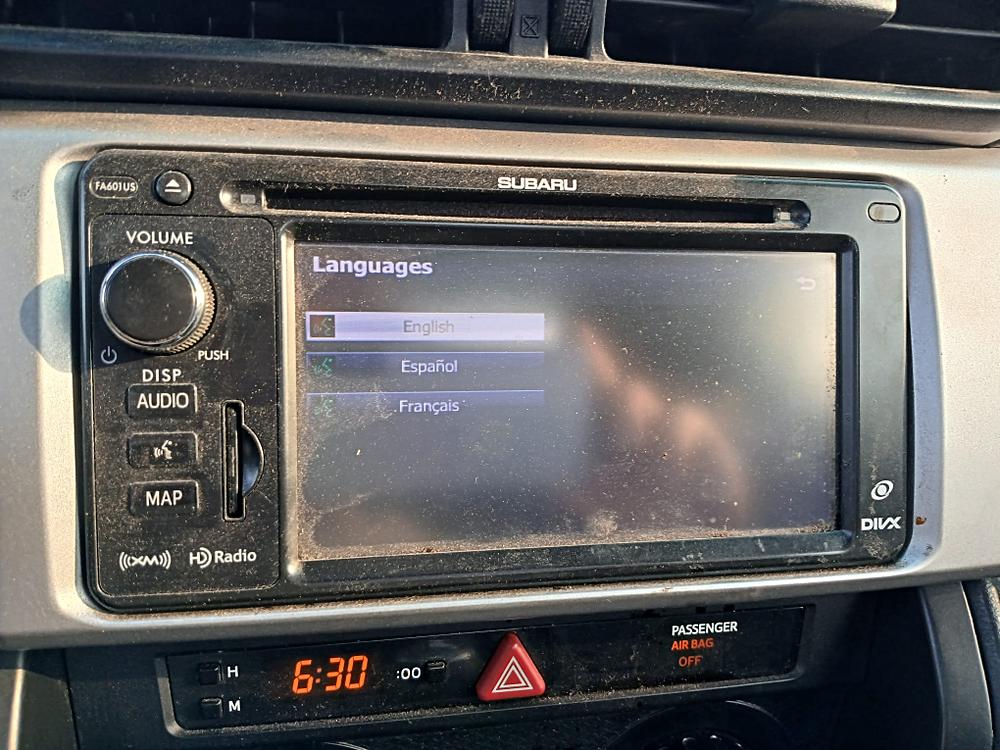 SUBARU
FA601US
VOLUME
PUSH
DISP
AUDIO
MAP
((XM)) HD Radio
Languages
English
Español
Français
DIVX
H
6:30 :00
M
PASSENGER
AIR BAG
OFF